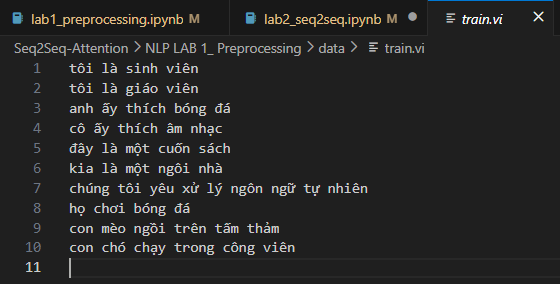 lab1_preprocessing.ipynb M
lab2_seq2seq.ipynb M
train.vi
Seq2Seq-Attention > NLP LAB 1_ Preprocessing > data > train.vi
1 tôi là sinh viên
2 tôi là giáo viên
3 anh ấy thích bóng đá
4 cô ấy thích âm nhạc
5 đây là một cuốn sách
6 kia là một ngôi nhà
7 chúng tôi yêu xử lý ngôn ngữ tự nhiên
8 họ chơi bóng đá
9 con mèo ngồi trên tấm thảm
10 con chó chạy trong công viên
11